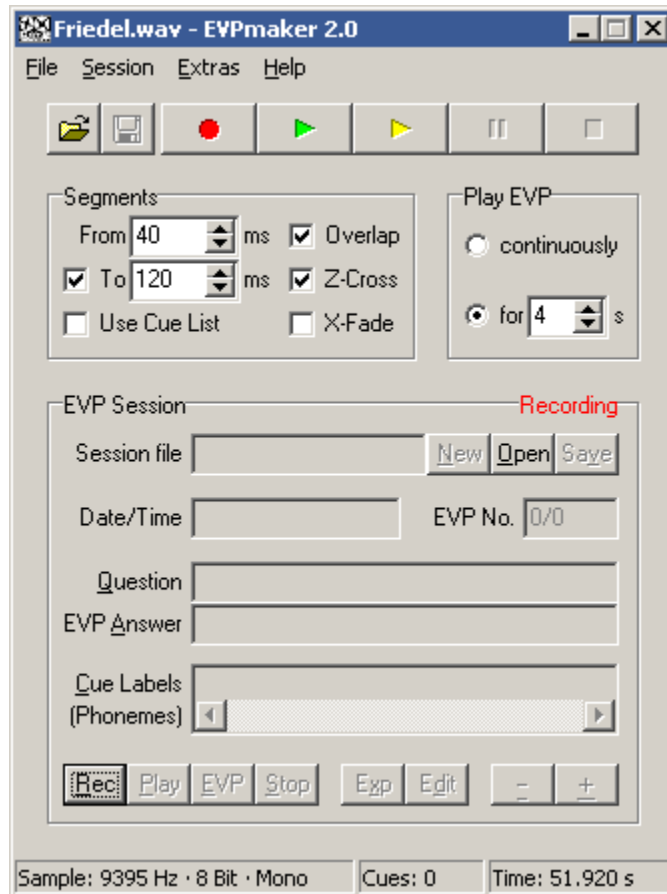 Friedel.wav - EVPmaker 2.0
File Session Extras Help
Segments
From 40 ms Overlap
To 120 ms Z-Cross
Use Cue List X-Fade
Play EVP
continuously
for 4 s
EVP Session Recording
Session file New Open Save
Date/Time EVP No. 0/0
Question
EVP Answer
Cue Labels
(Phonemes)
Rec Play EVP Stop Exp Edit - +
Sample: 9395 Hz · 8 Bit · Mono Cues: 0 Time: 51.920 s